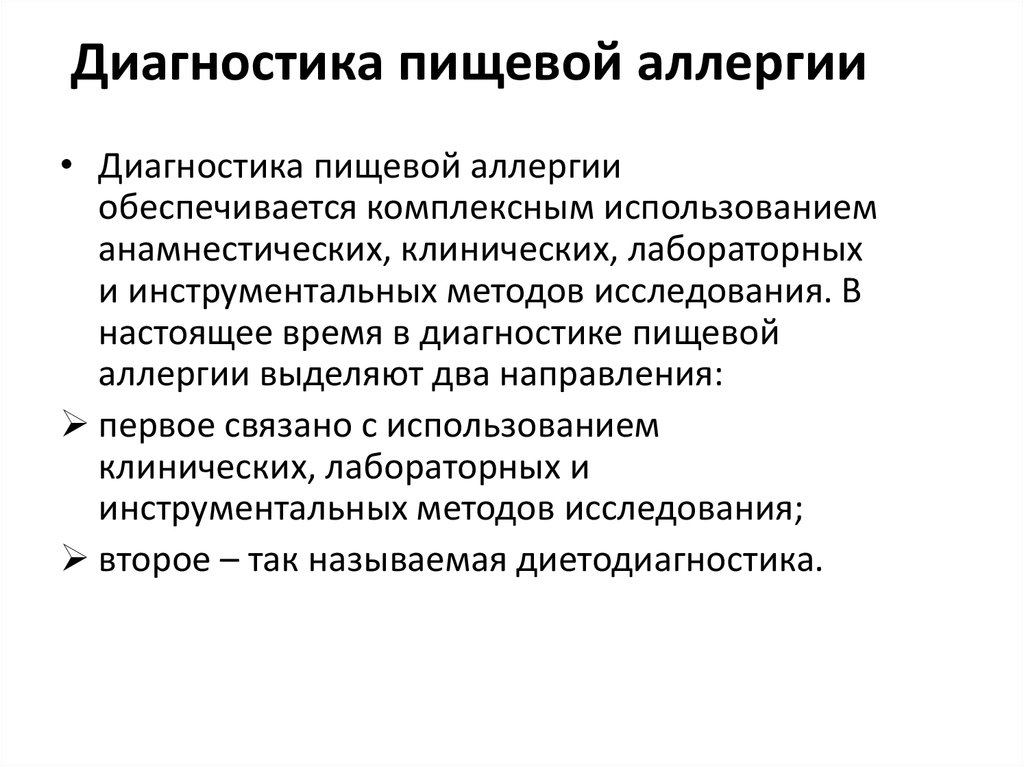 Диагностика пищевой аллергии
• Диагностика пищевой аллергии
обеспечивается комплексным использованием
анамнестических, клинических, лабораторных
и инструментальных методов исследования. В
настоящее время в диагностике пищевой
аллергии выделяют два направления:
➢ первое связано с использованием
клинических, лабораторных и
инструментальных методов исследования;
➢ второе – так называемая диетодиагностика.